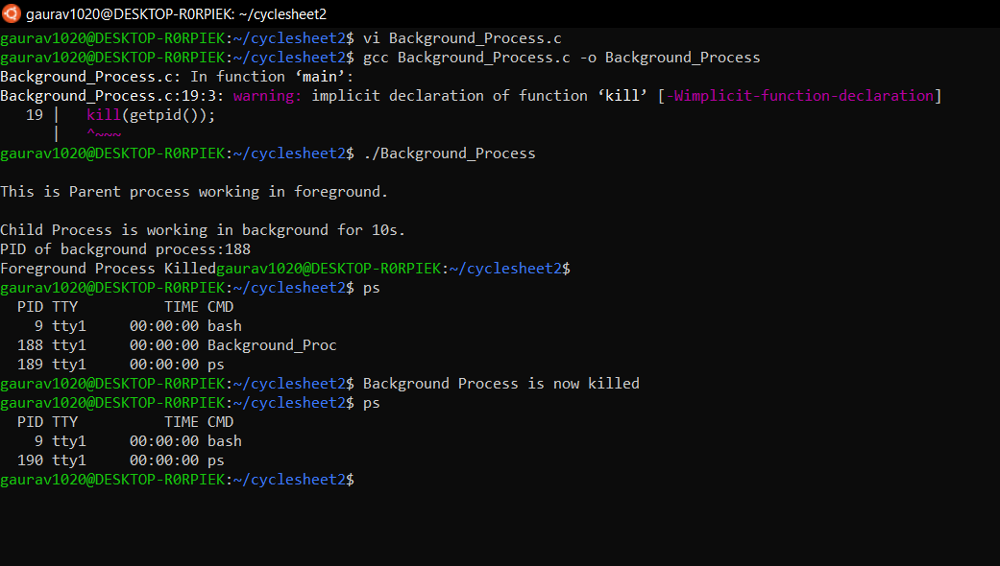 gaurav1020@DESKTOP-R0RPIEK: ~/cyclesheet2
gaurav1020@DESKTOP-R0RPIEK:~/cyclesheet2$ vi Background_Process.c
gaurav1020@DESKTOP-R0RPIEK:~/cyclesheet2$ gcc Background_Process.c -o Background_Process
Background_Process.c: In function ‘main’:
Background_Process.c:19:3: warning: implicit declaration of function ‘kill’ [-Wimplicit-function-declaration]
   19 |   kill(getpid());
      |   ^~~~
gaurav1020@DESKTOP-R0RPIEK:~/cyclesheet2$ ./Background_Process
This is Parent process working in foreground.
Child Process is working in background for 10s.
PID of background process:188
Foreground Process Killedgaurav1020@DESKTOP-R0RPIEK:~/cyclesheet2$
gaurav1020@DESKTOP-R0RPIEK:~/cyclesheet2$ ps
  PID TTY          TIME CMD
    9 tty1     00:00:00 bash
  188 tty1     00:00:00 Background_Proc
  189 tty1     00:00:00 ps
gaurav1020@DESKTOP-R0RPIEK:~/cyclesheet2$ Background Process is now killed
gaurav1020@DESKTOP-R0RPIEK:~/cyclesheet2$ ps
  PID TTY          TIME CMD
    9 tty1     00:00:00 bash
  190 tty1     00:00:00 ps
gaurav1020@DESKTOP-R0RPIEK:~/cyclesheet2$